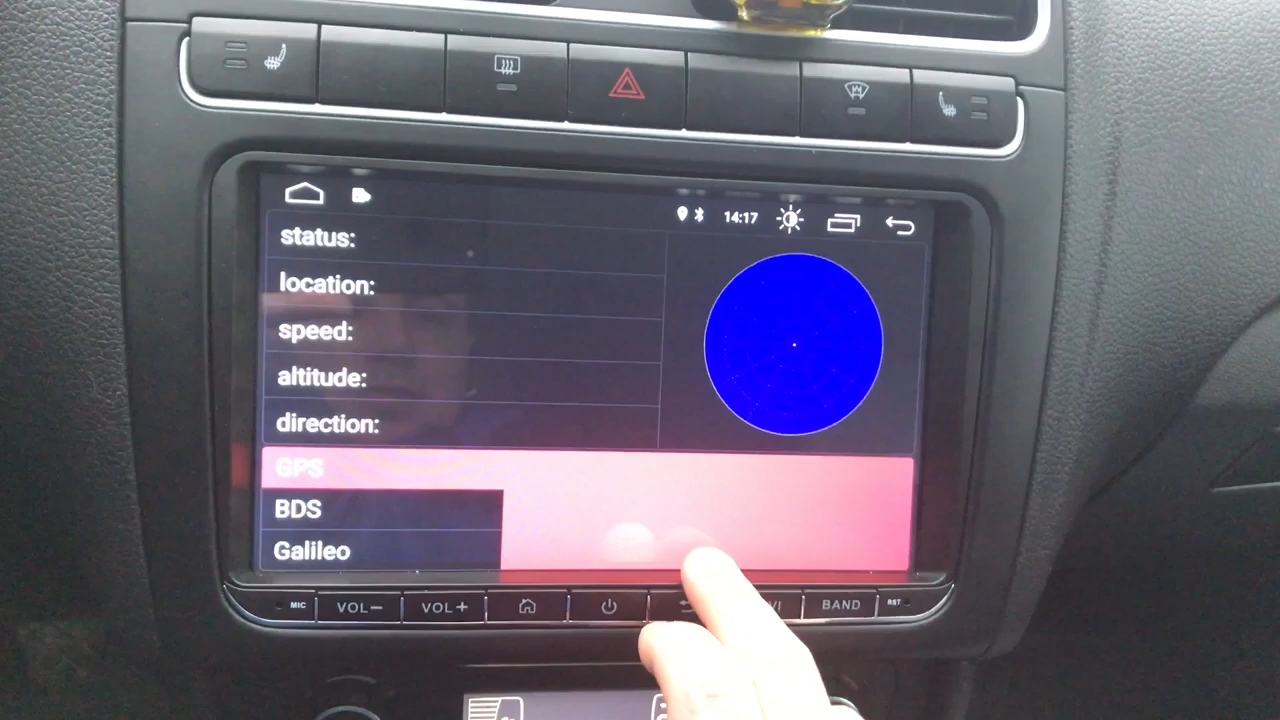 14:17
status:
location:
speed:
altitude:
direction:
GPS
BDS
Galileo
MIC VOL− VOL+ BAND RST